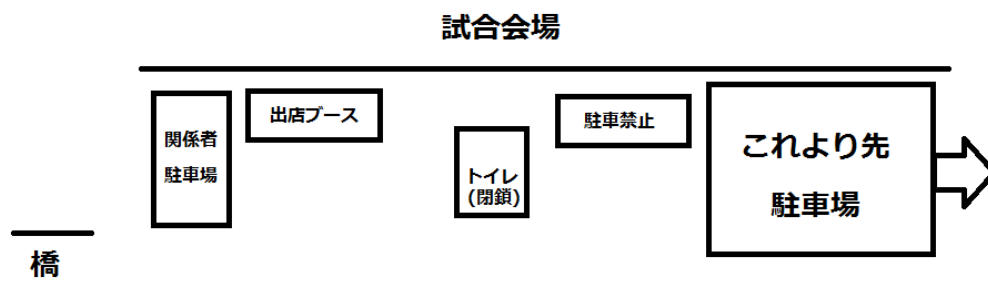 試合会場
関係者
駐車場
出店ブース
トイレ
(閉鎖)
駐車禁止
これより先
駐車場
橋